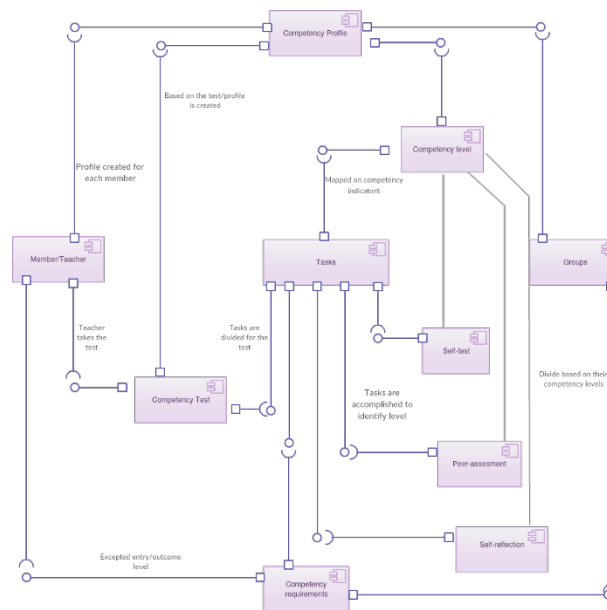 Competency Profile
Based on the test/profile
is created
Competency level
Profile created for
each member
Mapped on competency
indicators
Member/Teacher
Tasks
Groups
Teacher
takes the
test
Tasks are
divided for the
test
Self-test
Divide based on their
competency levels
Competency Test
Tasks are
accomplished to
identify level
Peer-assesment
Self-reflection
Excepted entry/outcome
level
Competency
requirements